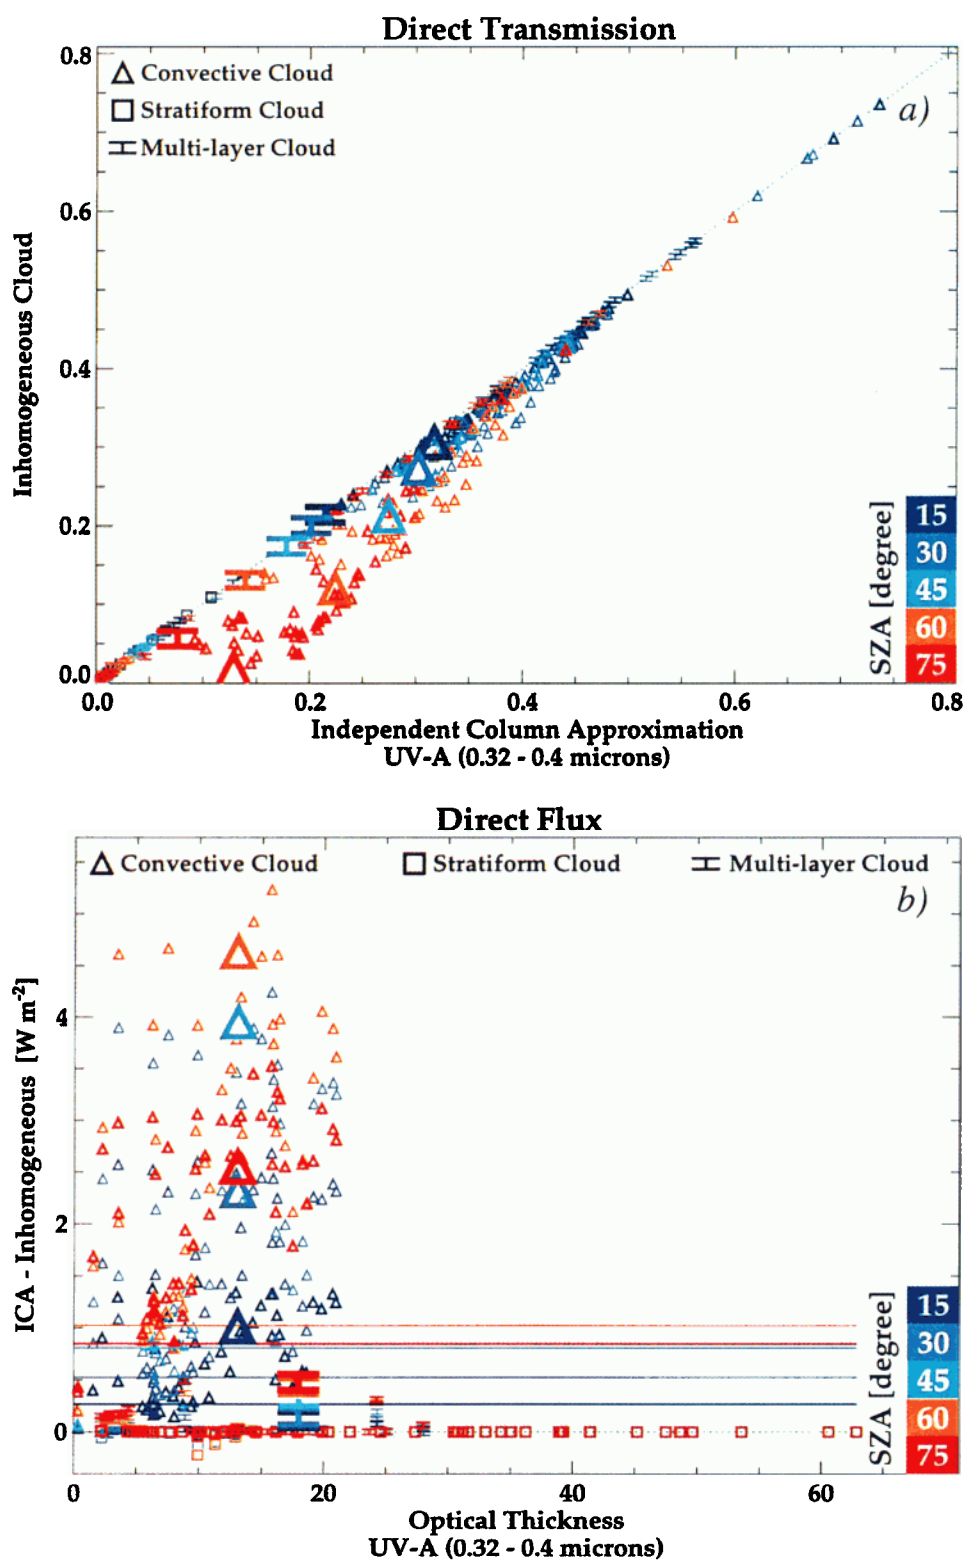 Direct Transmission
0.8
Convective Cloud
Stratiform Cloud
Multi-layer Cloud
a)
0.6
0.4
0.2
0.0
Inhomogeneous Cloud
SZA [degree]
15
30
45
60
75
0.0 0.2 0.4 0.6 0.8
Independent Column Approximation
UV-A (0.32 - 0.4 microns)
Direct Flux
Convective Cloud Stratiform Cloud Multi-layer Cloud
b)
4
2
0
ICA - Inhomogeneous [W m⁻²]
SZA [degree]
15
30
45
60
75
0 20 40 60
Optical Thickness
UV-A (0.32 - 0.4 microns)